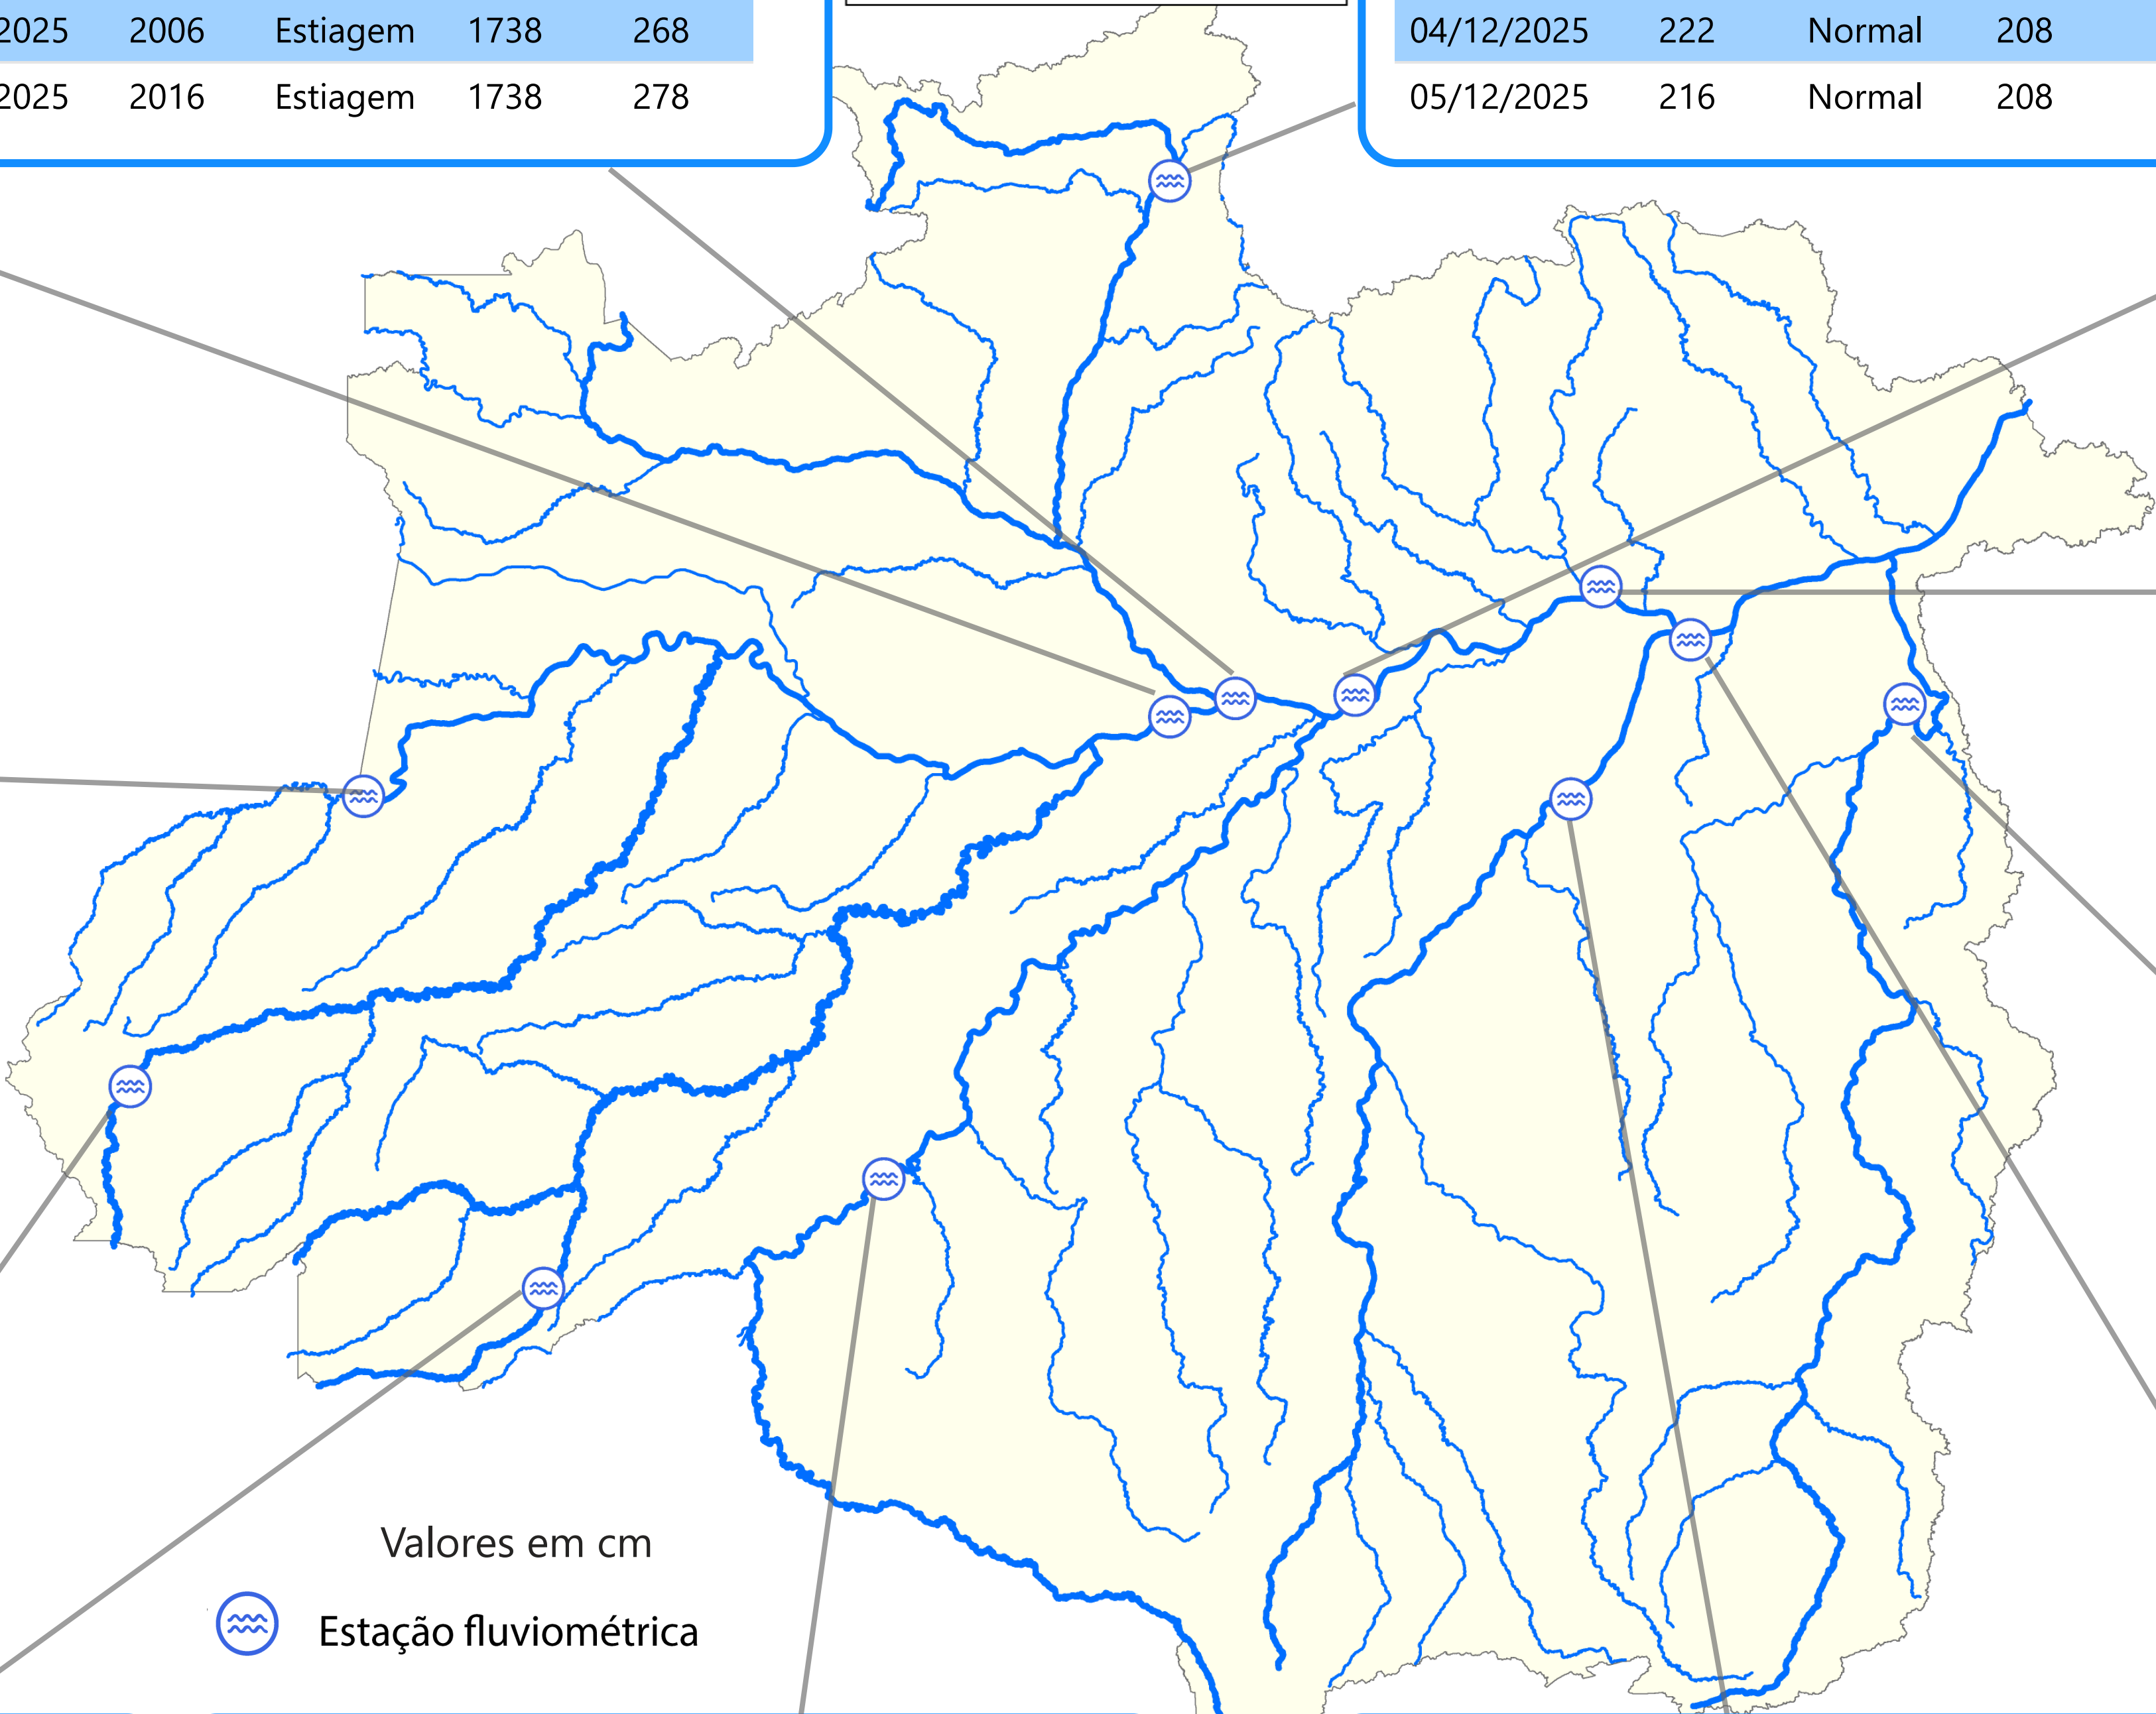 2025 2006 Estiagem 1738 268
2025 2016 Estiagem 1738 278
04/12/2025 222 Normal 208
05/12/2025 216 Normal 208
Valores em cm
Estação fluviométrica